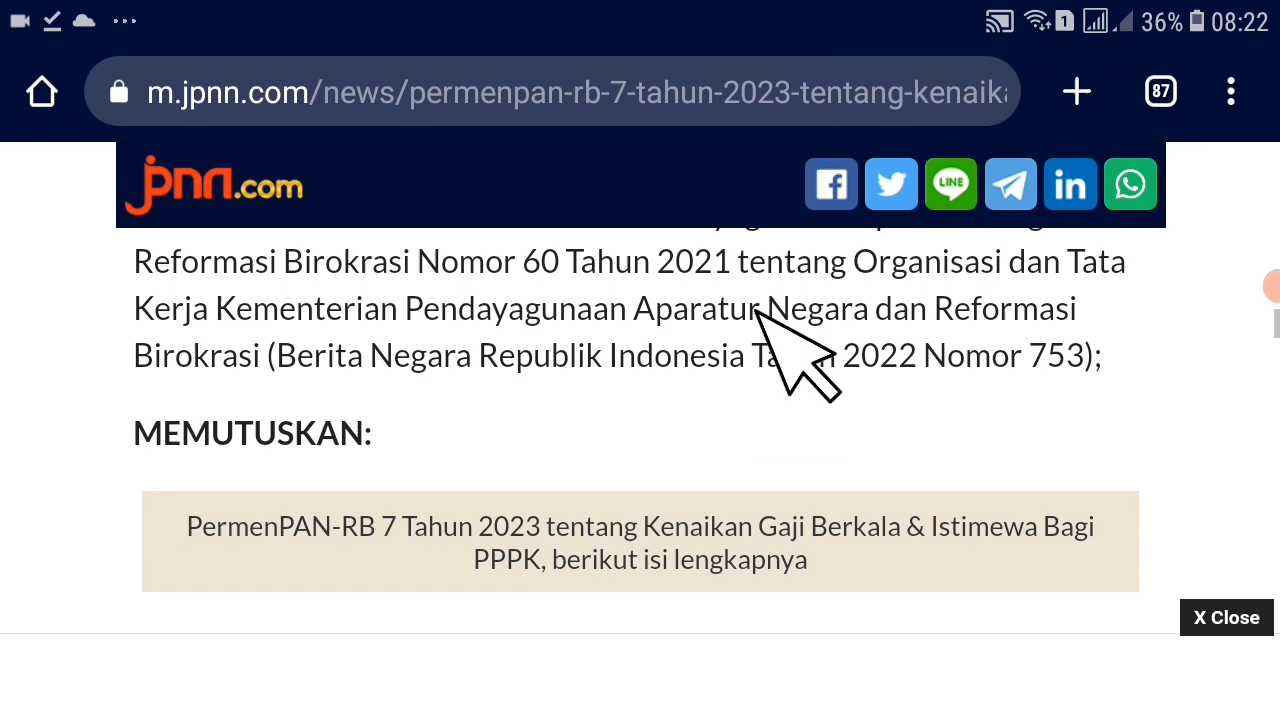 36% 08:22
1
m.jpnn.com/news/permenpan-rb-7-tahun-2023-tentang-kenaika
87
jpnn.com
LINE
Reformasi Birokrasi Nomor 60 Tahun 2021 tentang Organisasi dan Tata
Kerja Kementerian Pendayagunaan Aparatur Negara dan Reformasi
Birokrasi (Berita Negara Republik Indonesia 2022 Nomor 753);
MEMUTUSKAN:
PermenPAN-RB 7 Tahun 2023 tentang Kenaikan Gaji Berkala & Istimewa Bagi
PPPK, berikut isi lengkapnya
X Close